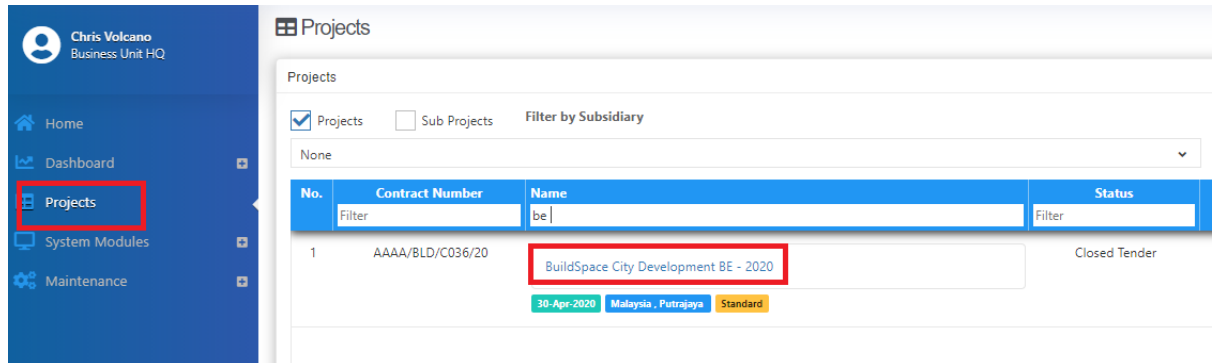 Chris Volcano
Business Unit HQ
Home
Dashboard
Projects
System Modules
Maintenance
Projects
Projects
Projects Sub Projects Filter by Subsidiary
None
No. Contract Number Name Status
Filter be Filter
1 AAAA/BLD/C036/20 BuildSpace City Development BE - 2020 Closed Tender
30-Apr-2020 Malaysia , Putrajaya Standard